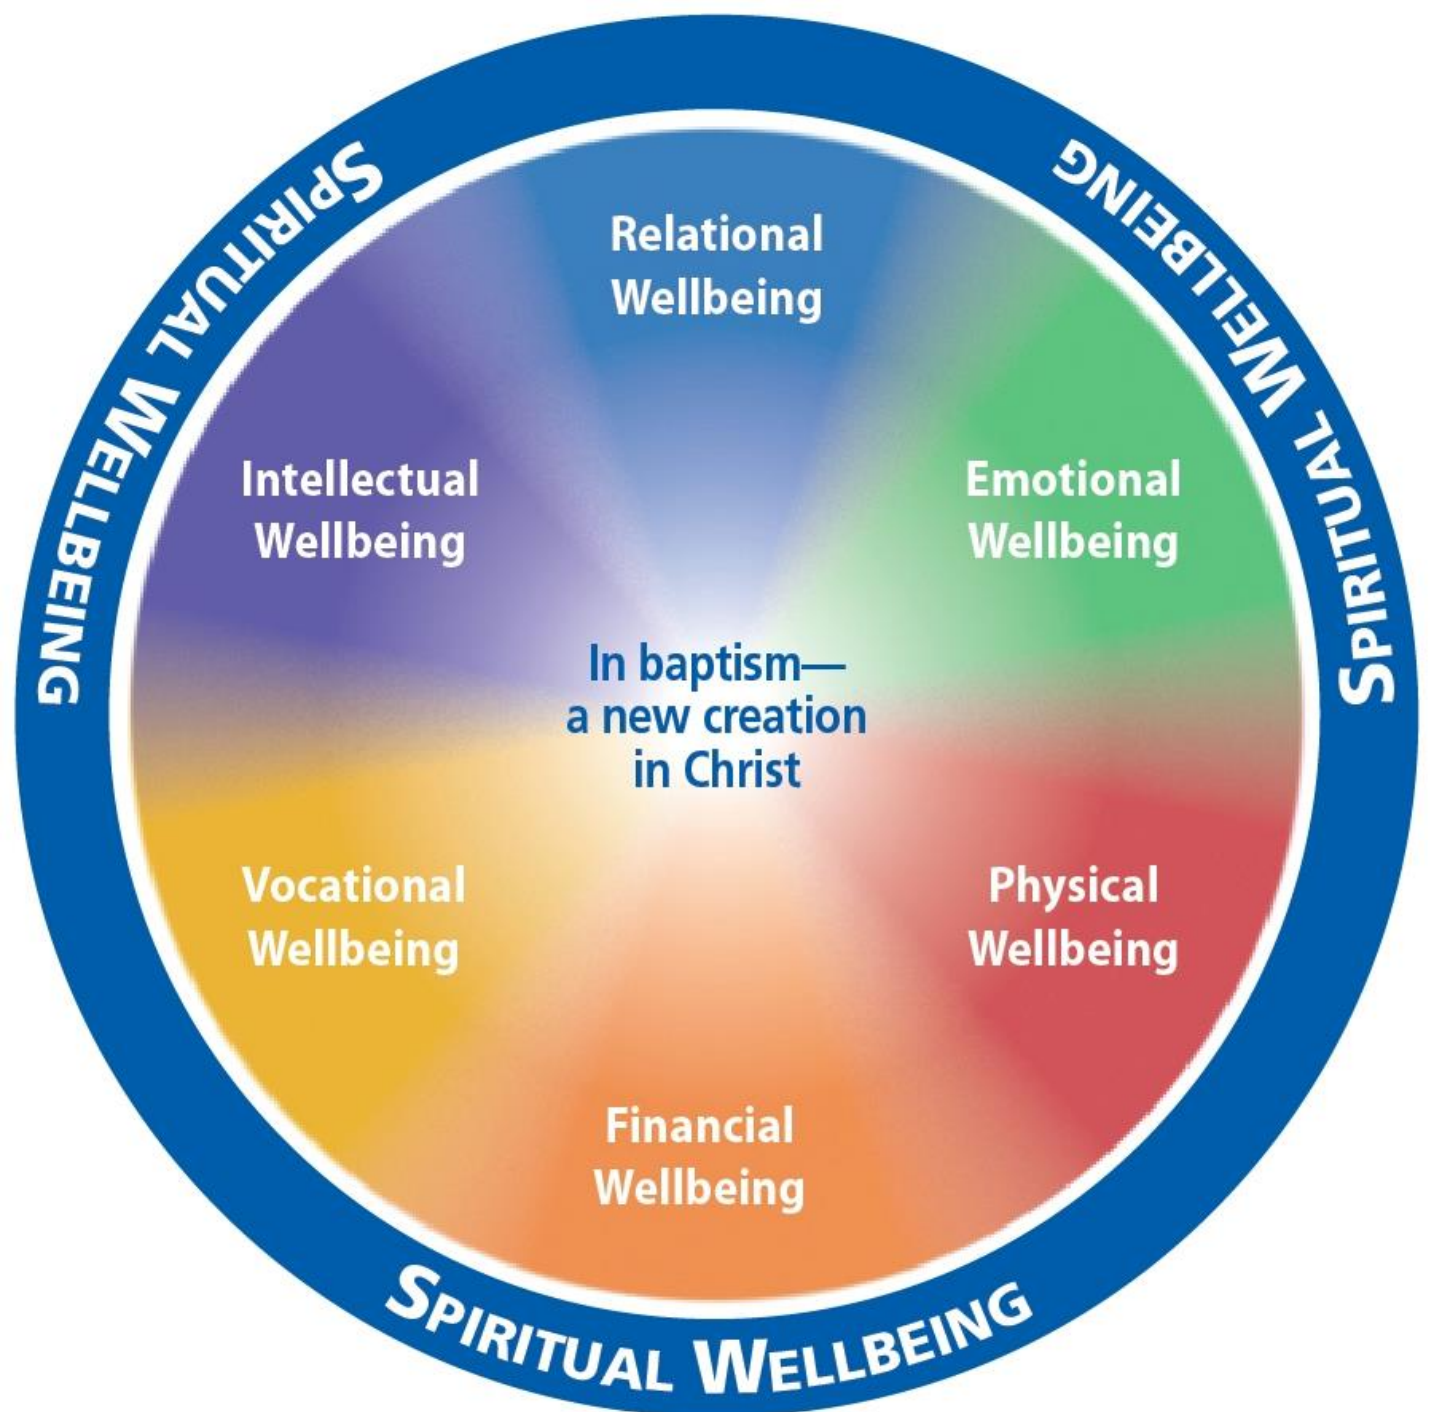 SPIRITUAL WELLBEING
SPIRITUAL WELLBEING
Relational
Wellbeing
Intellectual
Wellbeing
Emotional
Wellbeing
In baptism—
a new creation
in Christ
Vocational
Wellbeing
Physical
Wellbeing
Financial
Wellbeing
SPIRITUAL WELLBEING